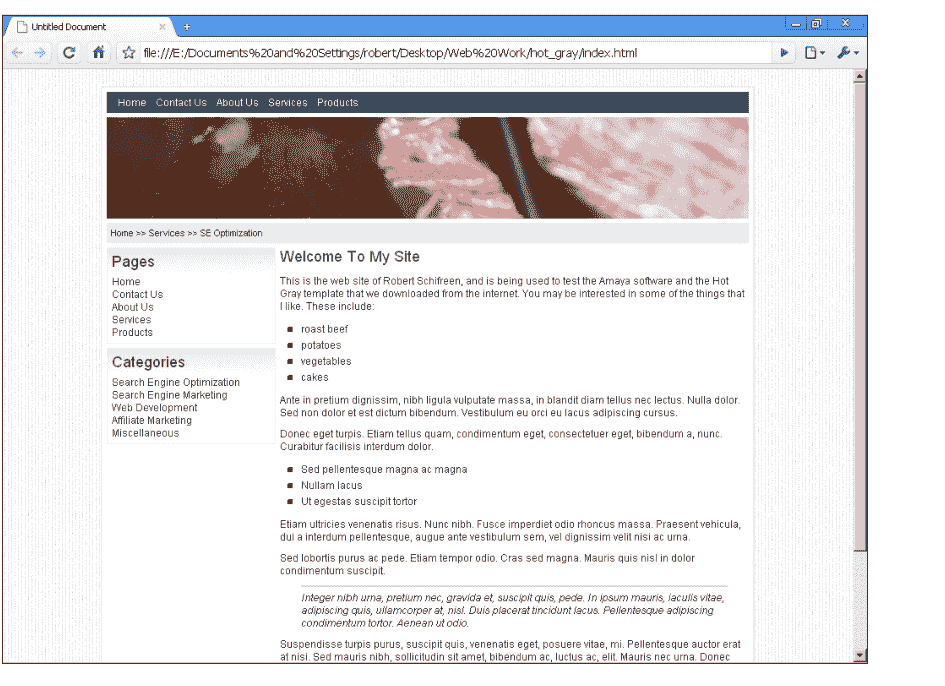 Untitled Document
file:///E:/Documents%20and%20Settings/robert/Desktop/Web%20Work/hot_gray/index.html
Home Contact Us About Us Services Products
Home >> Services >> SE Optimization
Pages
Home
Contact Us
About Us
Services
Products
Categories
Search Engine Optimization
Search Engine Marketing
Web Development
Affiliate Marketing
Miscellaneous
Welcome To My Site
This is the web site of Robert Schifreen, and is being used to test the Amaya software and the Hot
Gray template that we downloaded from the internet. You may be interested in some of the things that
I like. These include:
roast beef
potatoes
vegetables
cakes
Ante in pretium dignissim, nibh ligula vulputate massa, in blandit diam tellus nec lectus. Nulla dolor.
Sed non dolor et est dictum bibendum. Vestibulum eu orci eu lacus adipiscing cursus.
Donec eget turpis. Etiam tellus quam, condimentum eget, consectetuer eget, bibendum a, nunc.
Curabitur facilisis interdum dolor.
Sed pellentesque magna ac magna
Nullam lacus
Ut egestas suscipit tortor
Etiam ultricies venenatis risus. Nunc nibh. Fusce imperdiet odio rhoncus massa. Praesent vehicula,
dui a interdum pellentesque, augue ante vestibulum sem, vel dignissim velit nisi ac urna.
Sed lobortis purus ac pede. Etiam tempor odio. Cras sed magna. Mauris quis nisl in dolor
condimentum suscipit.
Integer nibh urna, pretium nec, gravida et, suscipit quis, pede. In ipsum mauris, iaculis vitae,
adipiscing quis, ullamcorper at, nisl. Duis placerat tincidunt lacus. Pellentesque adipiscing
condimentum tortor. Aenean ut odio.
Suspendisse turpis purus, suscipit quis, venenatis eget, posuere vitae, mi. Pellentesque auctor erat
at nisi. Sed mauris nibh, sollicitudin sit amet, bibendum ac, luctus ac, elit. Mauris nec urna. Donec